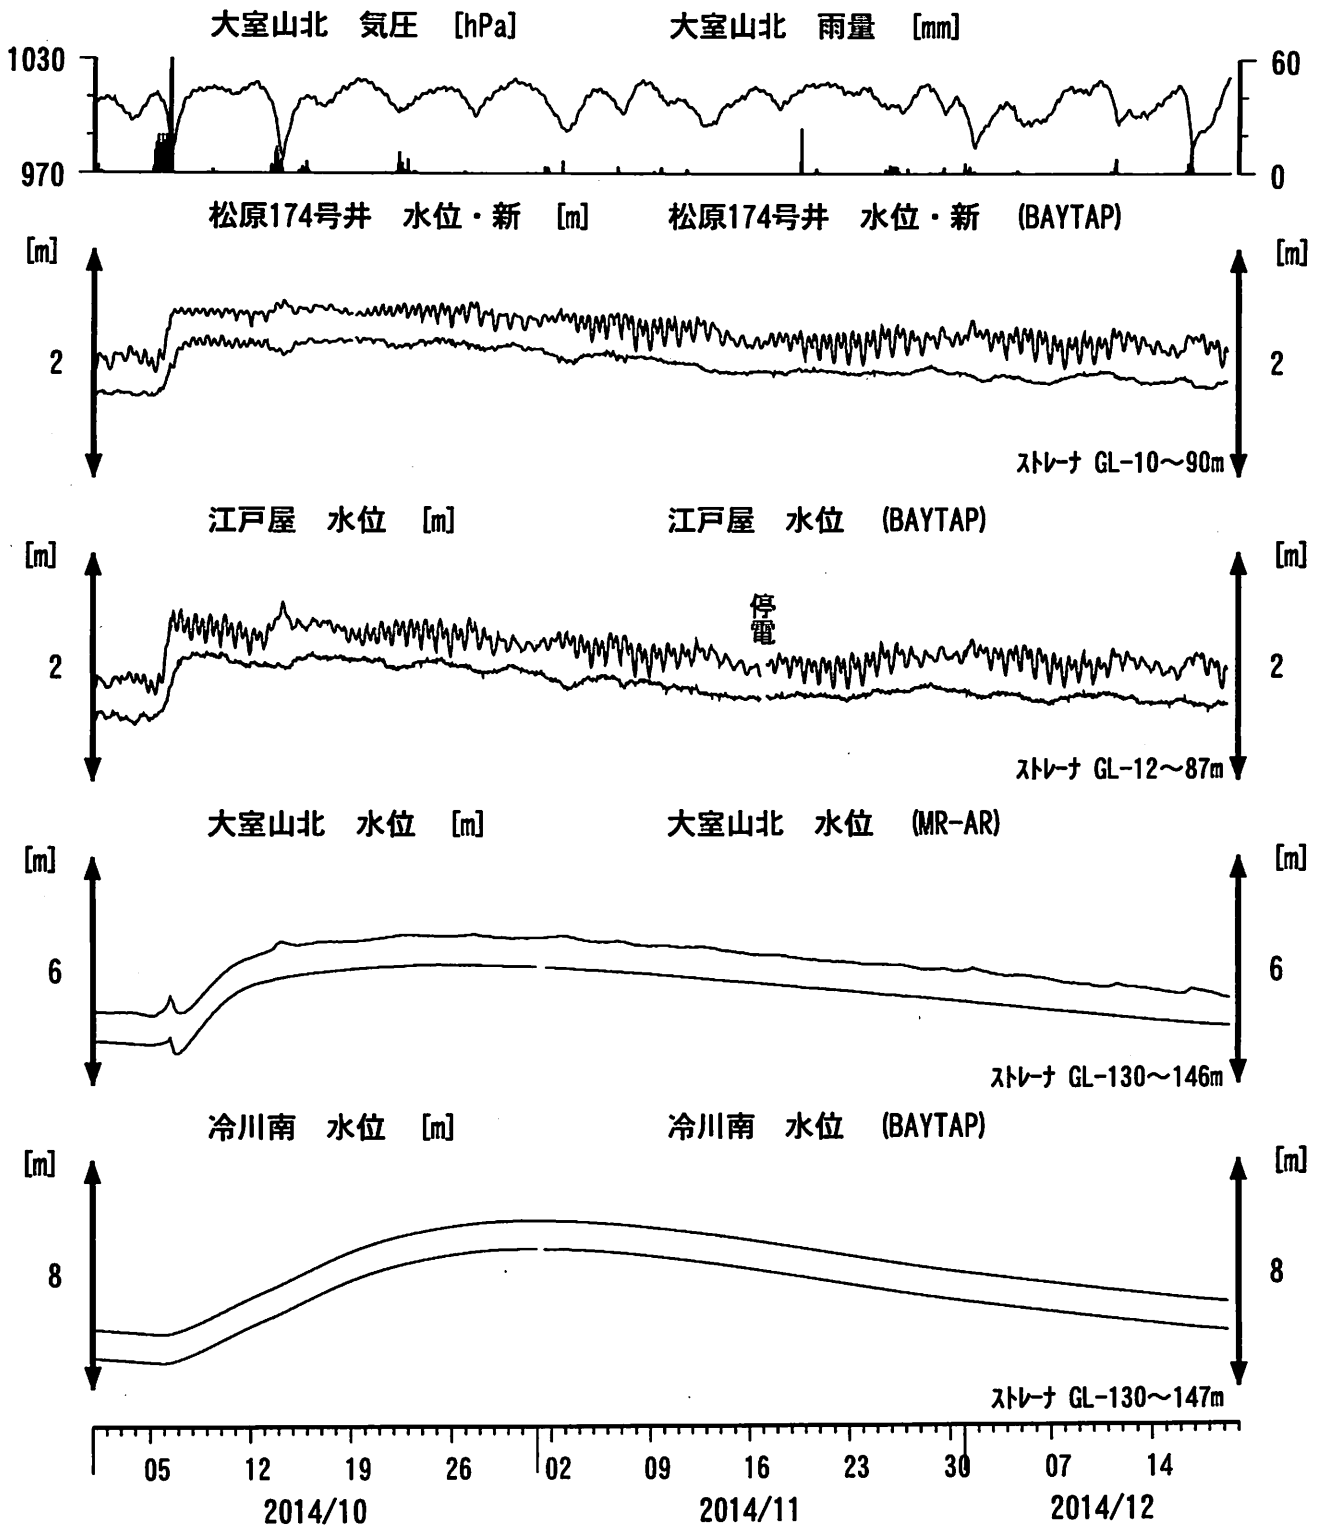 大室山北 気圧 [hPa] 大室山北 雨量 [mm]
1030 60
970 0
松原174号井 水位・新 [m] 松原174号井 水位・新 (BAYTAP)
[m] [m]
2 2
ストレーナ GL-10～90m
江戸屋 水位 [m] 江戸屋 水位 (BAYTAP)
[m] [m]
停電
2 2
ストレーナ GL-12～87m
大室山北 水位 [m] 大室山北 水位 (MR-AR)
[m] [m]
6 6
ストレーナ GL-130～146m
冷川南 水位 [m] 冷川南 水位 (BAYTAP)
[m] [m]
8 8
ストレーナ GL-130～147m
05 12 19 26 02 09 16 23 30 07 14
2014/10 2014/11 2014/12